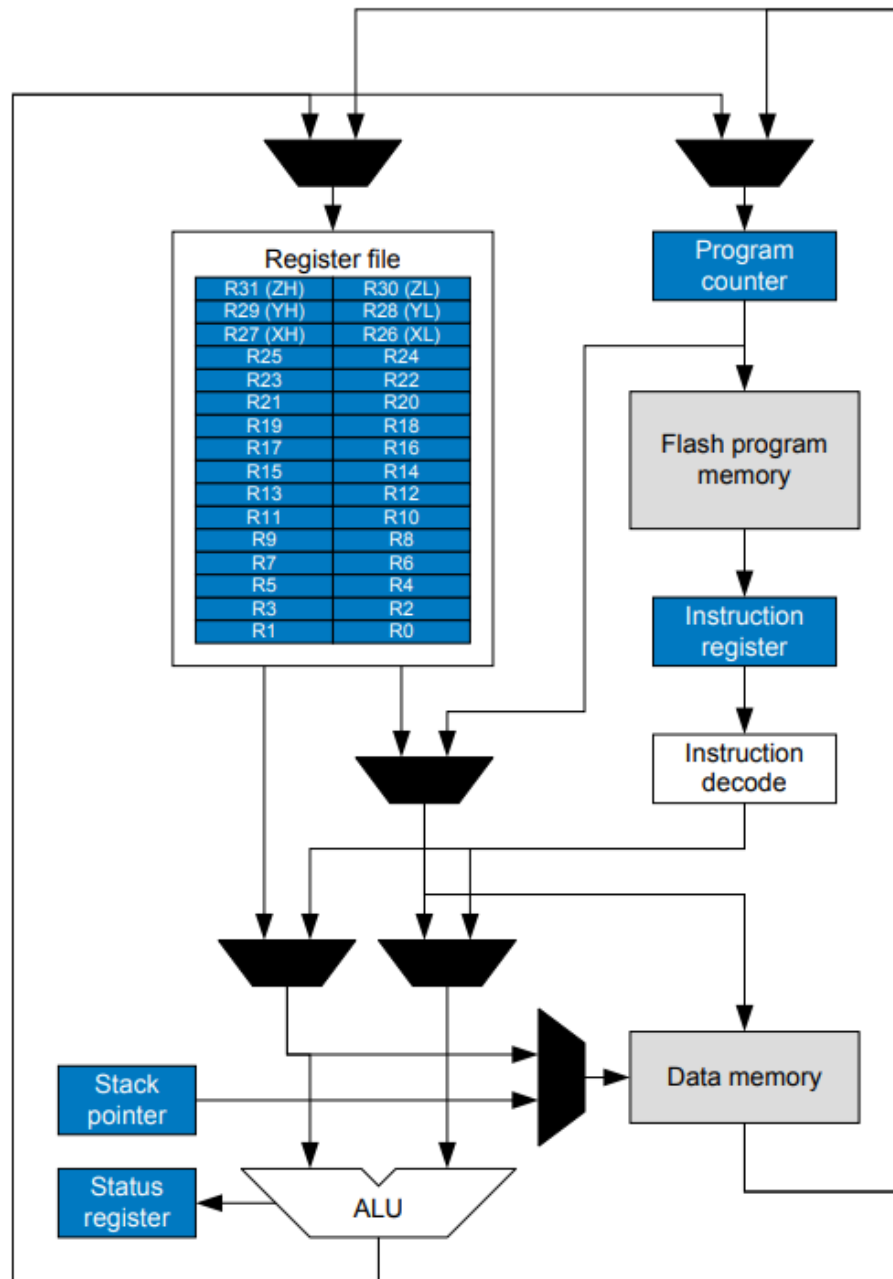 Register file
R31 (ZH) R30 (ZL)
R29 (YH) R28 (YL)
R27 (XH) R26 (XL)
R25 R24
R23 R22
R21 R20
R19 R18
R17 R16
R15 R14
R13 R12
R11 R10
R9 R8
R7 R6
R5 R4
R3 R2
R1 R0
Program
counter
Flash program
memory
Instruction
register
Instruction
decode
Stack
pointer
Data memory
Status
register
ALU